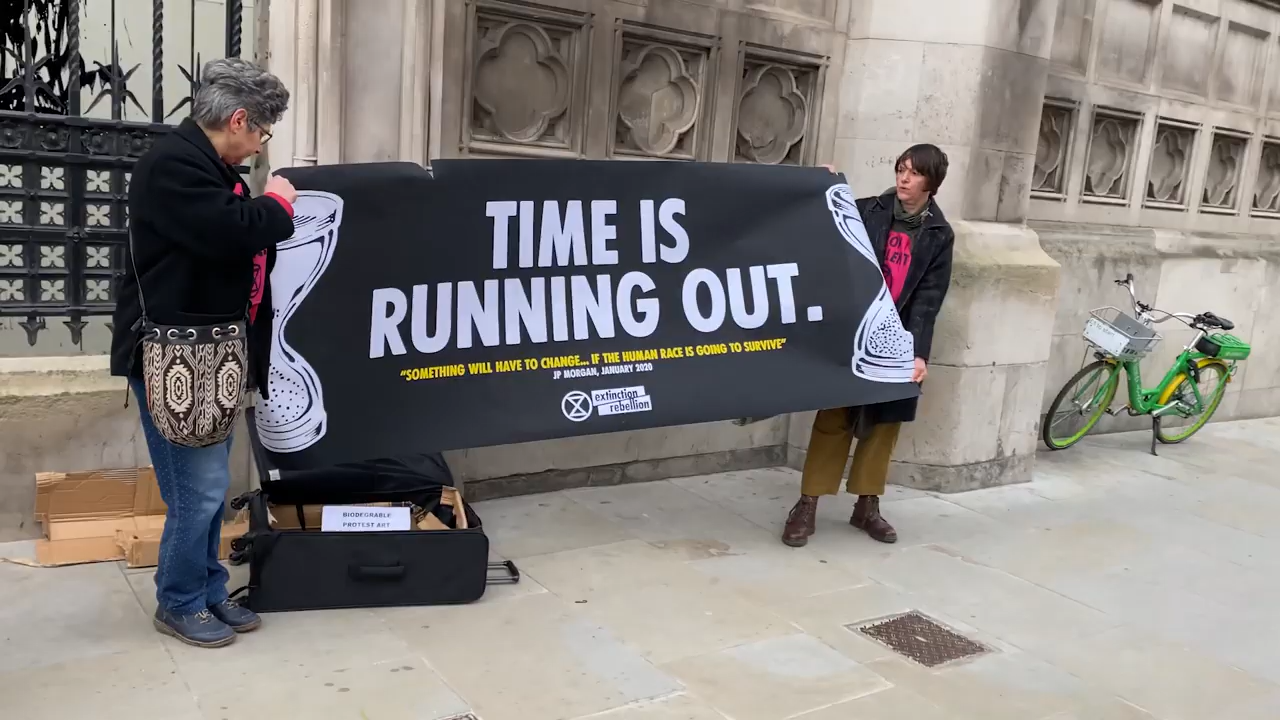 TIME IS
RUNNING OUT.
"SOMETHING WILL HAVE TO CHANGE... IF THE HUMAN RACE IS GOING TO SURVIVE"
JP MORGAN, JANUARY 2020
extinction
rebellion
BIODEGRABLE
PROTEST ART